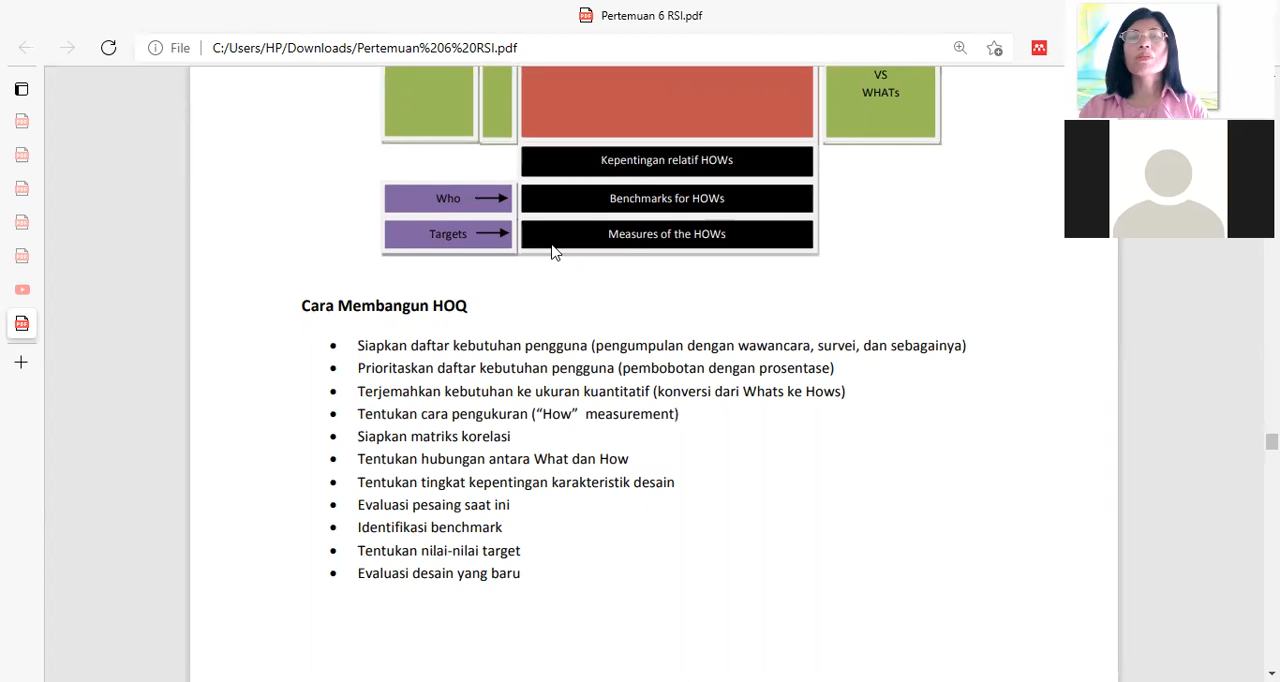 Pertemuan 6 RSI.pdf
File
C:/Users/HP/Downloads/Pertemuan%206%20RSI.pdf
VS
WHATs
Kepentingan relatif HOWs
Who
Benchmarks for HOWs
Targets
Measures of the HOWs
Cara Membangun HOQ
• Siapkan daftar kebutuhan pengguna (pengumpulan dengan wawancara, survei, dan sebagainya)
• Prioritaskan daftar kebutuhan pengguna (pembobotan dengan prosentase)
• Terjemahkan kebutuhan ke ukuran kuantitatif (konversi dari Whats ke Hows)
• Tentukan cara pengukuran (“How” measurement)
• Siapkan matriks korelasi
• Tentukan hubungan antara What dan How
• Tentukan tingkat kepentingan karakteristik desain
• Evaluasi pesaing saat ini
• Identifikasi benchmark
• Tentukan nilai-nilai target
• Evaluasi desain yang baru